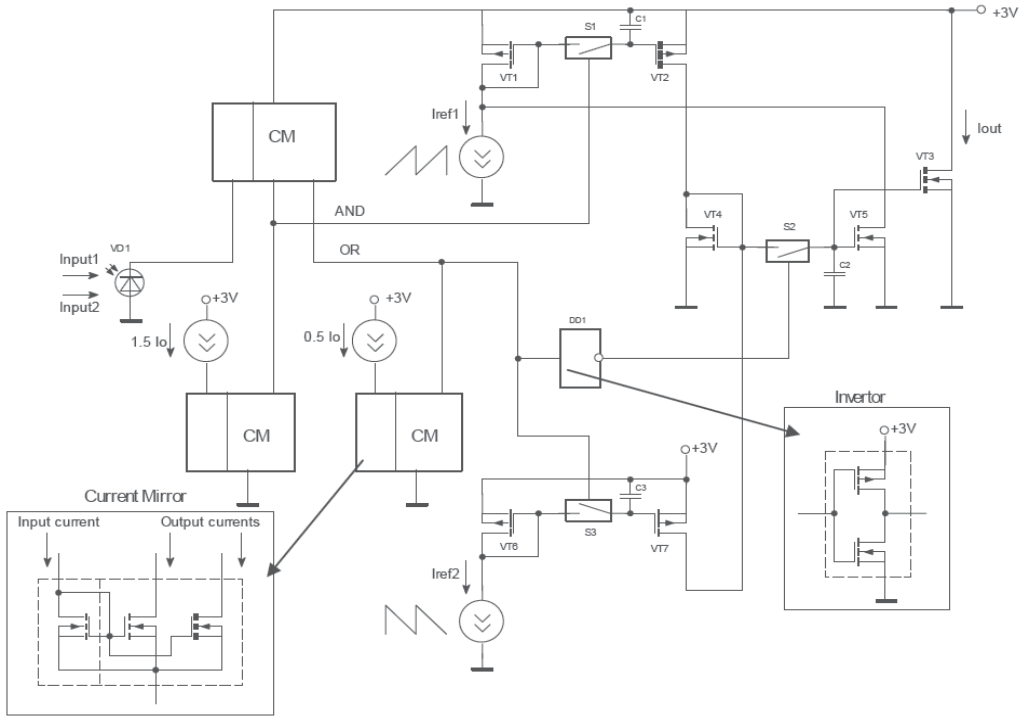 +3V
S1
C1
VT1
VT2
CM
Iref1
Iout
VT3
AND
VT4
S2
VT5
OR
VD1
Input1
Input2
C2
+3V
+3V
1.5 Io
0.5 Io
DD1
CM
CM
Invertor
+3V
+3V
C3
S3
VT6
VT7
Current Mirror
Input current
Output currents
Iref2